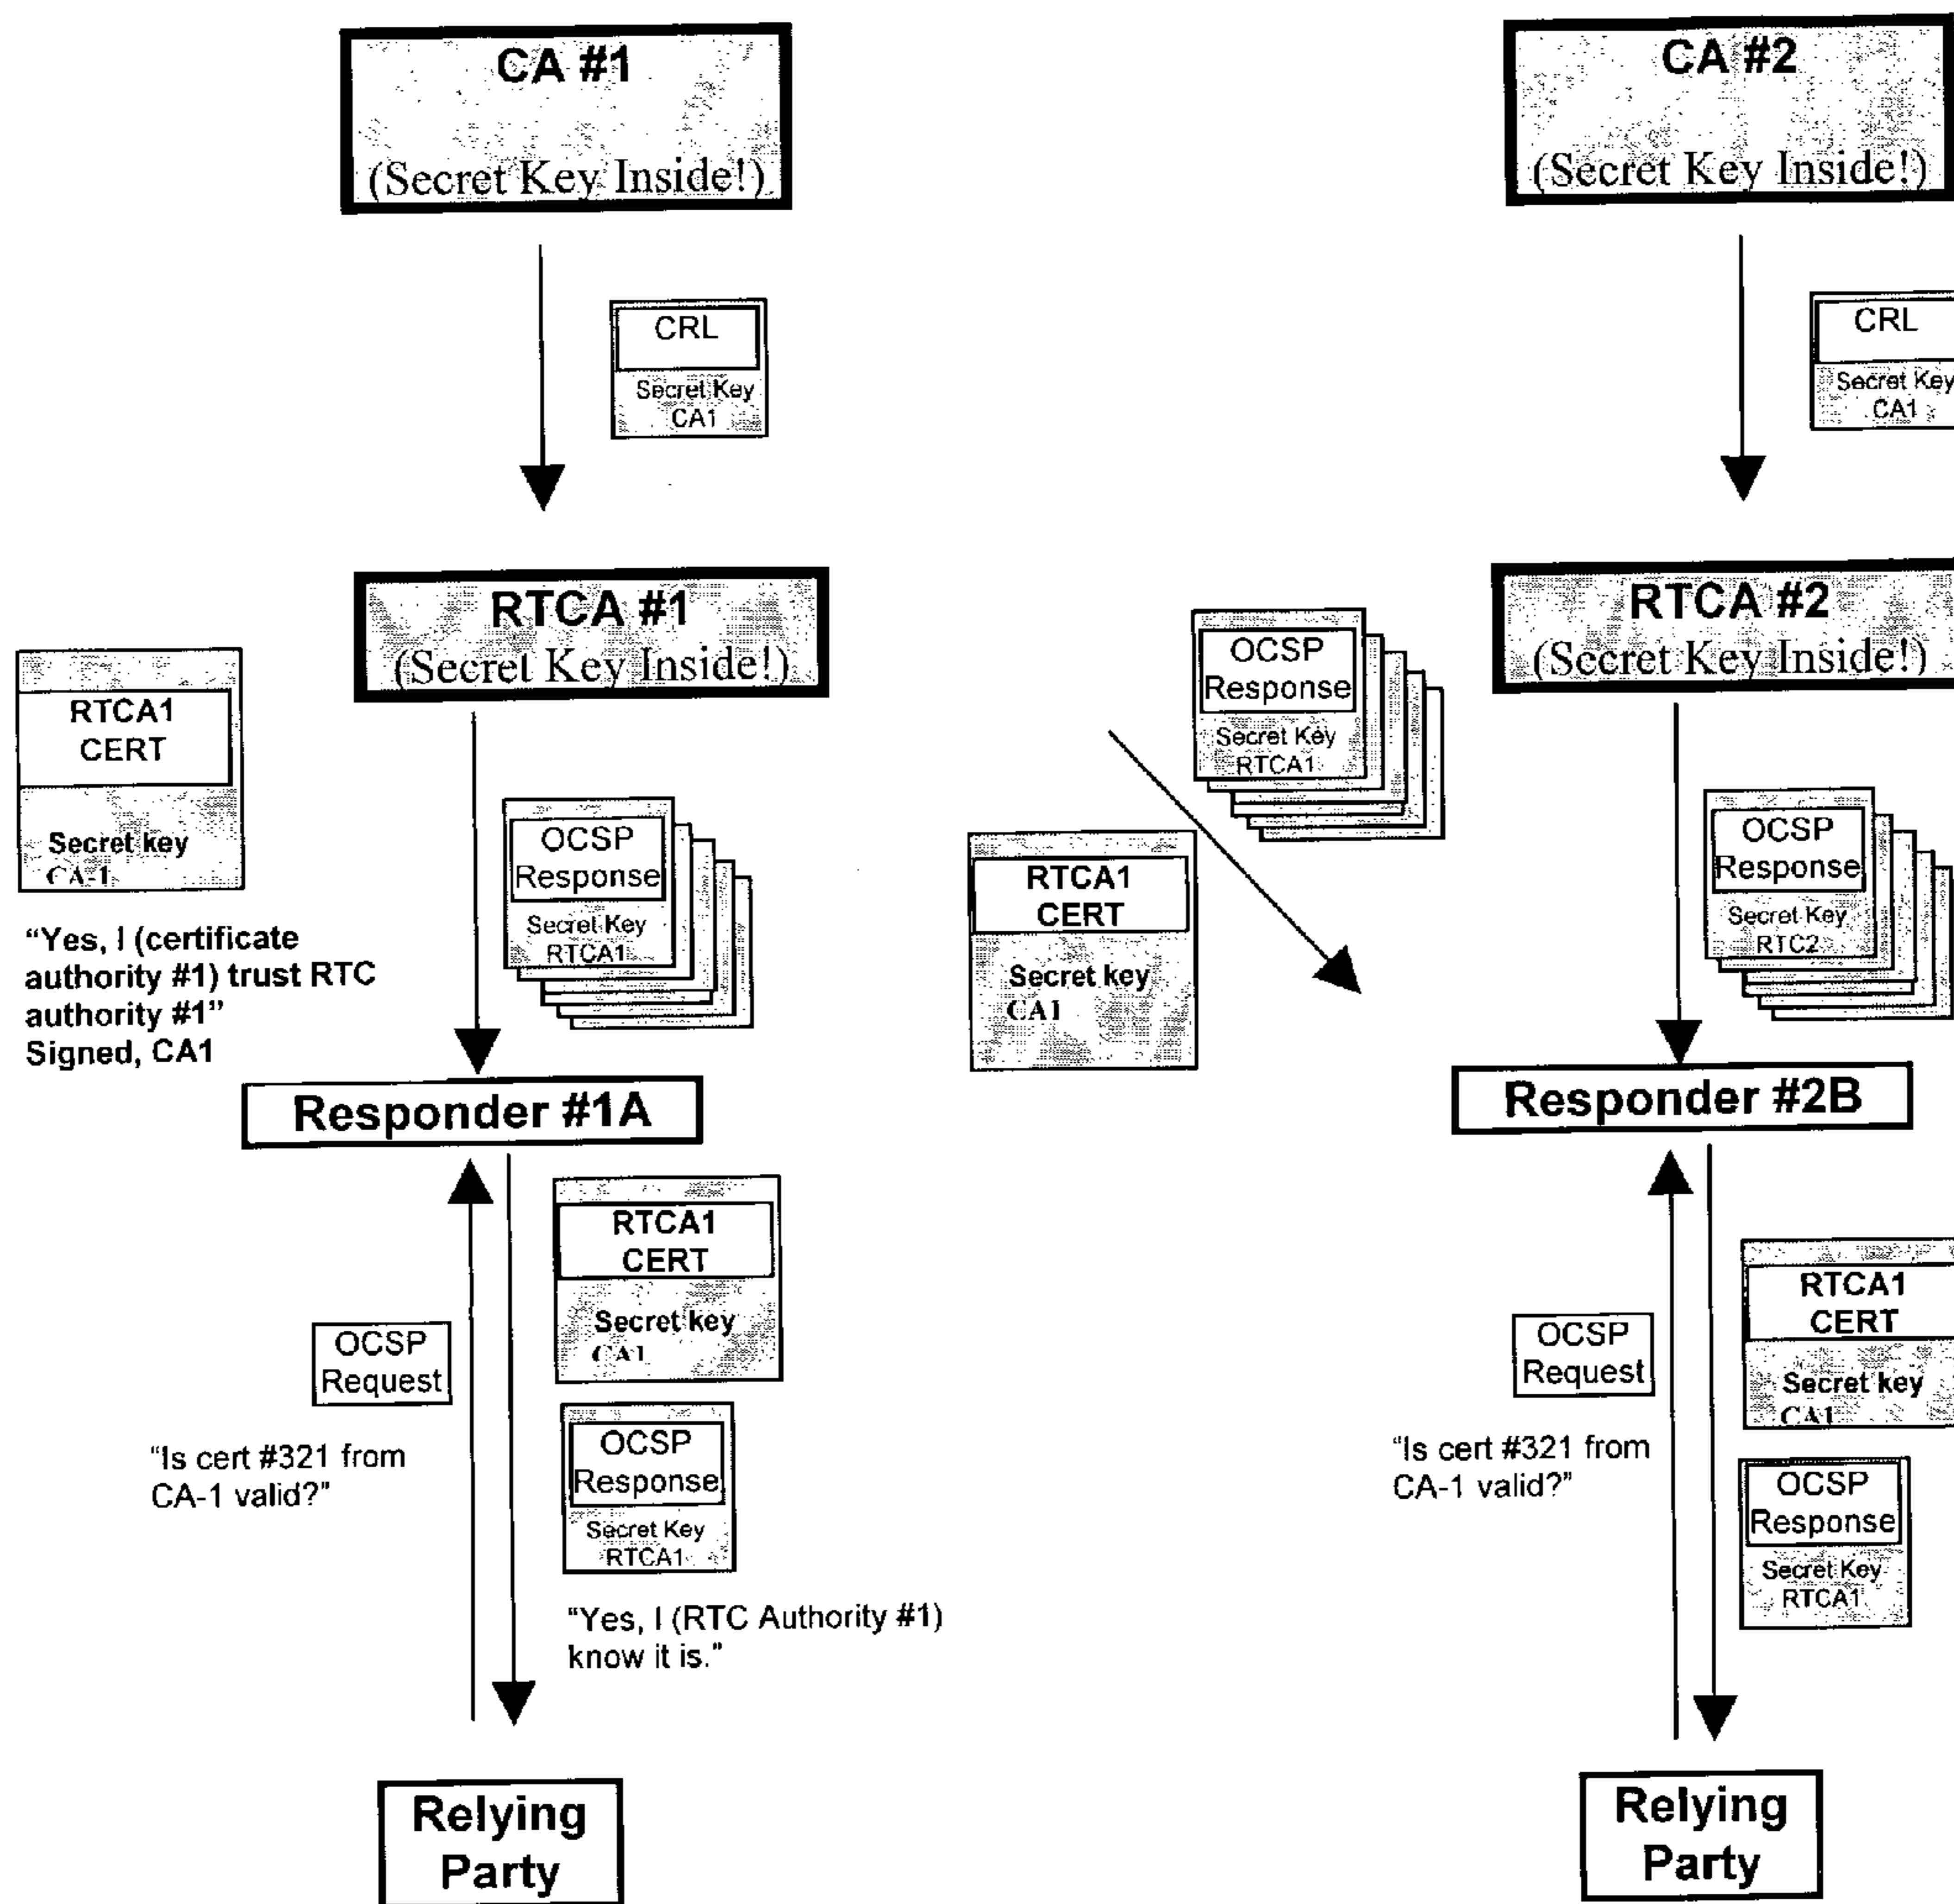 CA #1
(Secret Key Inside!)
CA #2
(Secret Key Inside!)
CRL
Secret Key
CA1
CRL
Secret Key
CA1
RTCA #1
(Secret Key Inside!)
RTCA #2
(Secret Key Inside!)
RTCA1
CERT
Secret key
CA-1
"Yes, I (certificate
authority #1) trust RTC
authority #1"
Signed, CA1
OCSP
Response
Secret Key
RTCA1
OCSP
Response
Secret Key
RTCA1
RTCA1
CERT
Secret key
CA1
OCSP
Response
Secret Key
RTC2
Responder #1A
Responder #2B
RTCA1
CERT
Secret key
CA1
OCSP
Request
"Is cert #321 from
CA-1 valid?"
OCSP
Response
Secret Key
RTCA1
"Yes, I (RTC Authority #1)
know it is."
RTCA1
CERT
Secret key
CA1
OCSP
Request
"Is cert #321 from
CA-1 valid?"
OCSP
Response
Secret Key
RTCA1
Relying
Party
Relying
Party